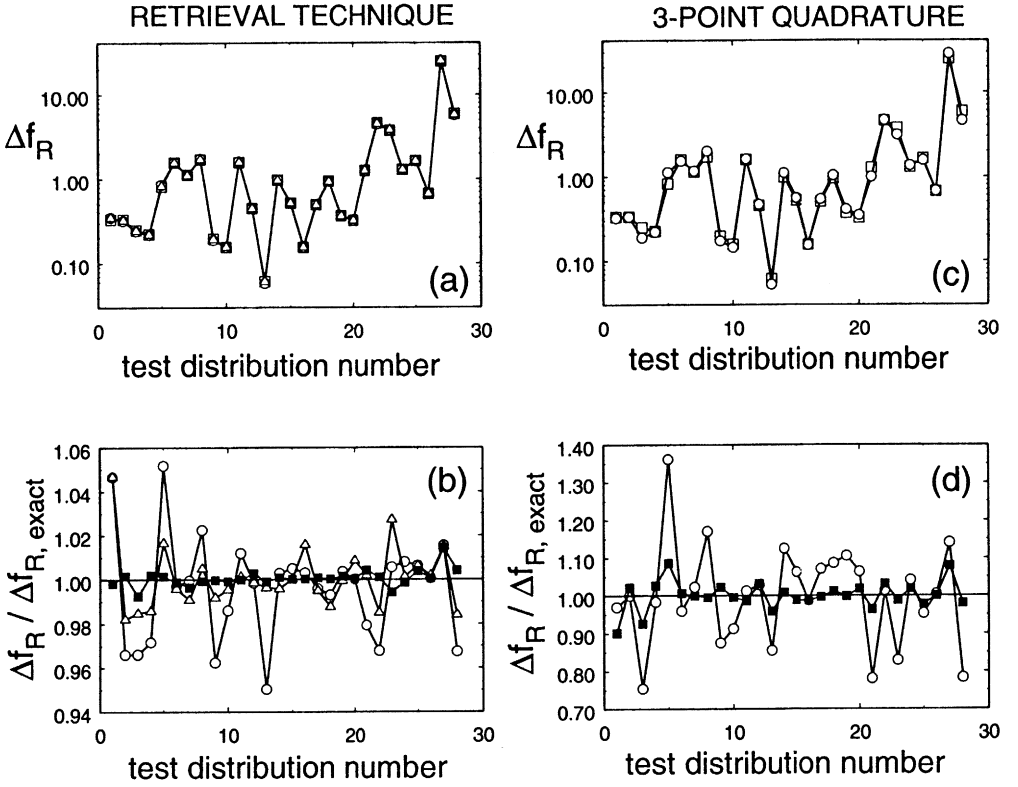 RETRIEVAL TECHNIQUE
3-POINT QUADRATURE
ΔfR
10.00
1.00
0.10
(a)
0
10
20
30
test distribution number
ΔfR
10.00
1.00
0.10
(c)
0
10
20
30
test distribution number
ΔfR / ΔfR, exact
1.06
1.04
1.02
1.00
0.98
0.96
0.94
(b)
0
10
20
30
test distribution number
ΔfR / ΔfR, exact
1.40
1.30
1.20
1.10
1.00
0.90
0.80
0.70
(d)
0
10
20
30
test distribution number